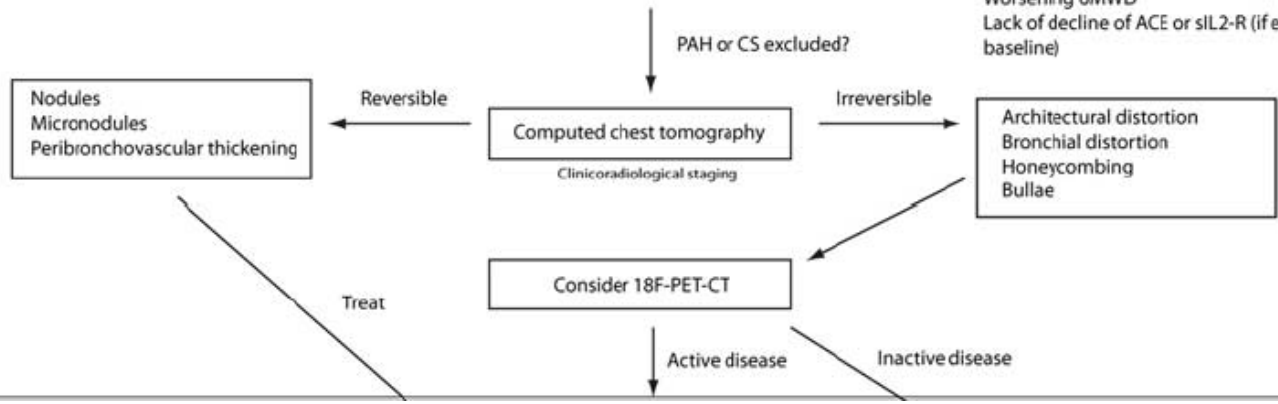 Worsening 6MWD
Lack of decline of ACE or sIL2-R (if e
baseline)
PAH or CS excluded?
Nodules
Micronodules
Peribronchovascular thickening
Reversible
Computed chest tomography
Clinicoradiological staging
Irreversible
Architectural distortion
Bronchial distortion
Honeycombing
Bullae
Consider 18F-PET-CT
Treat
Active disease
Inactive disease